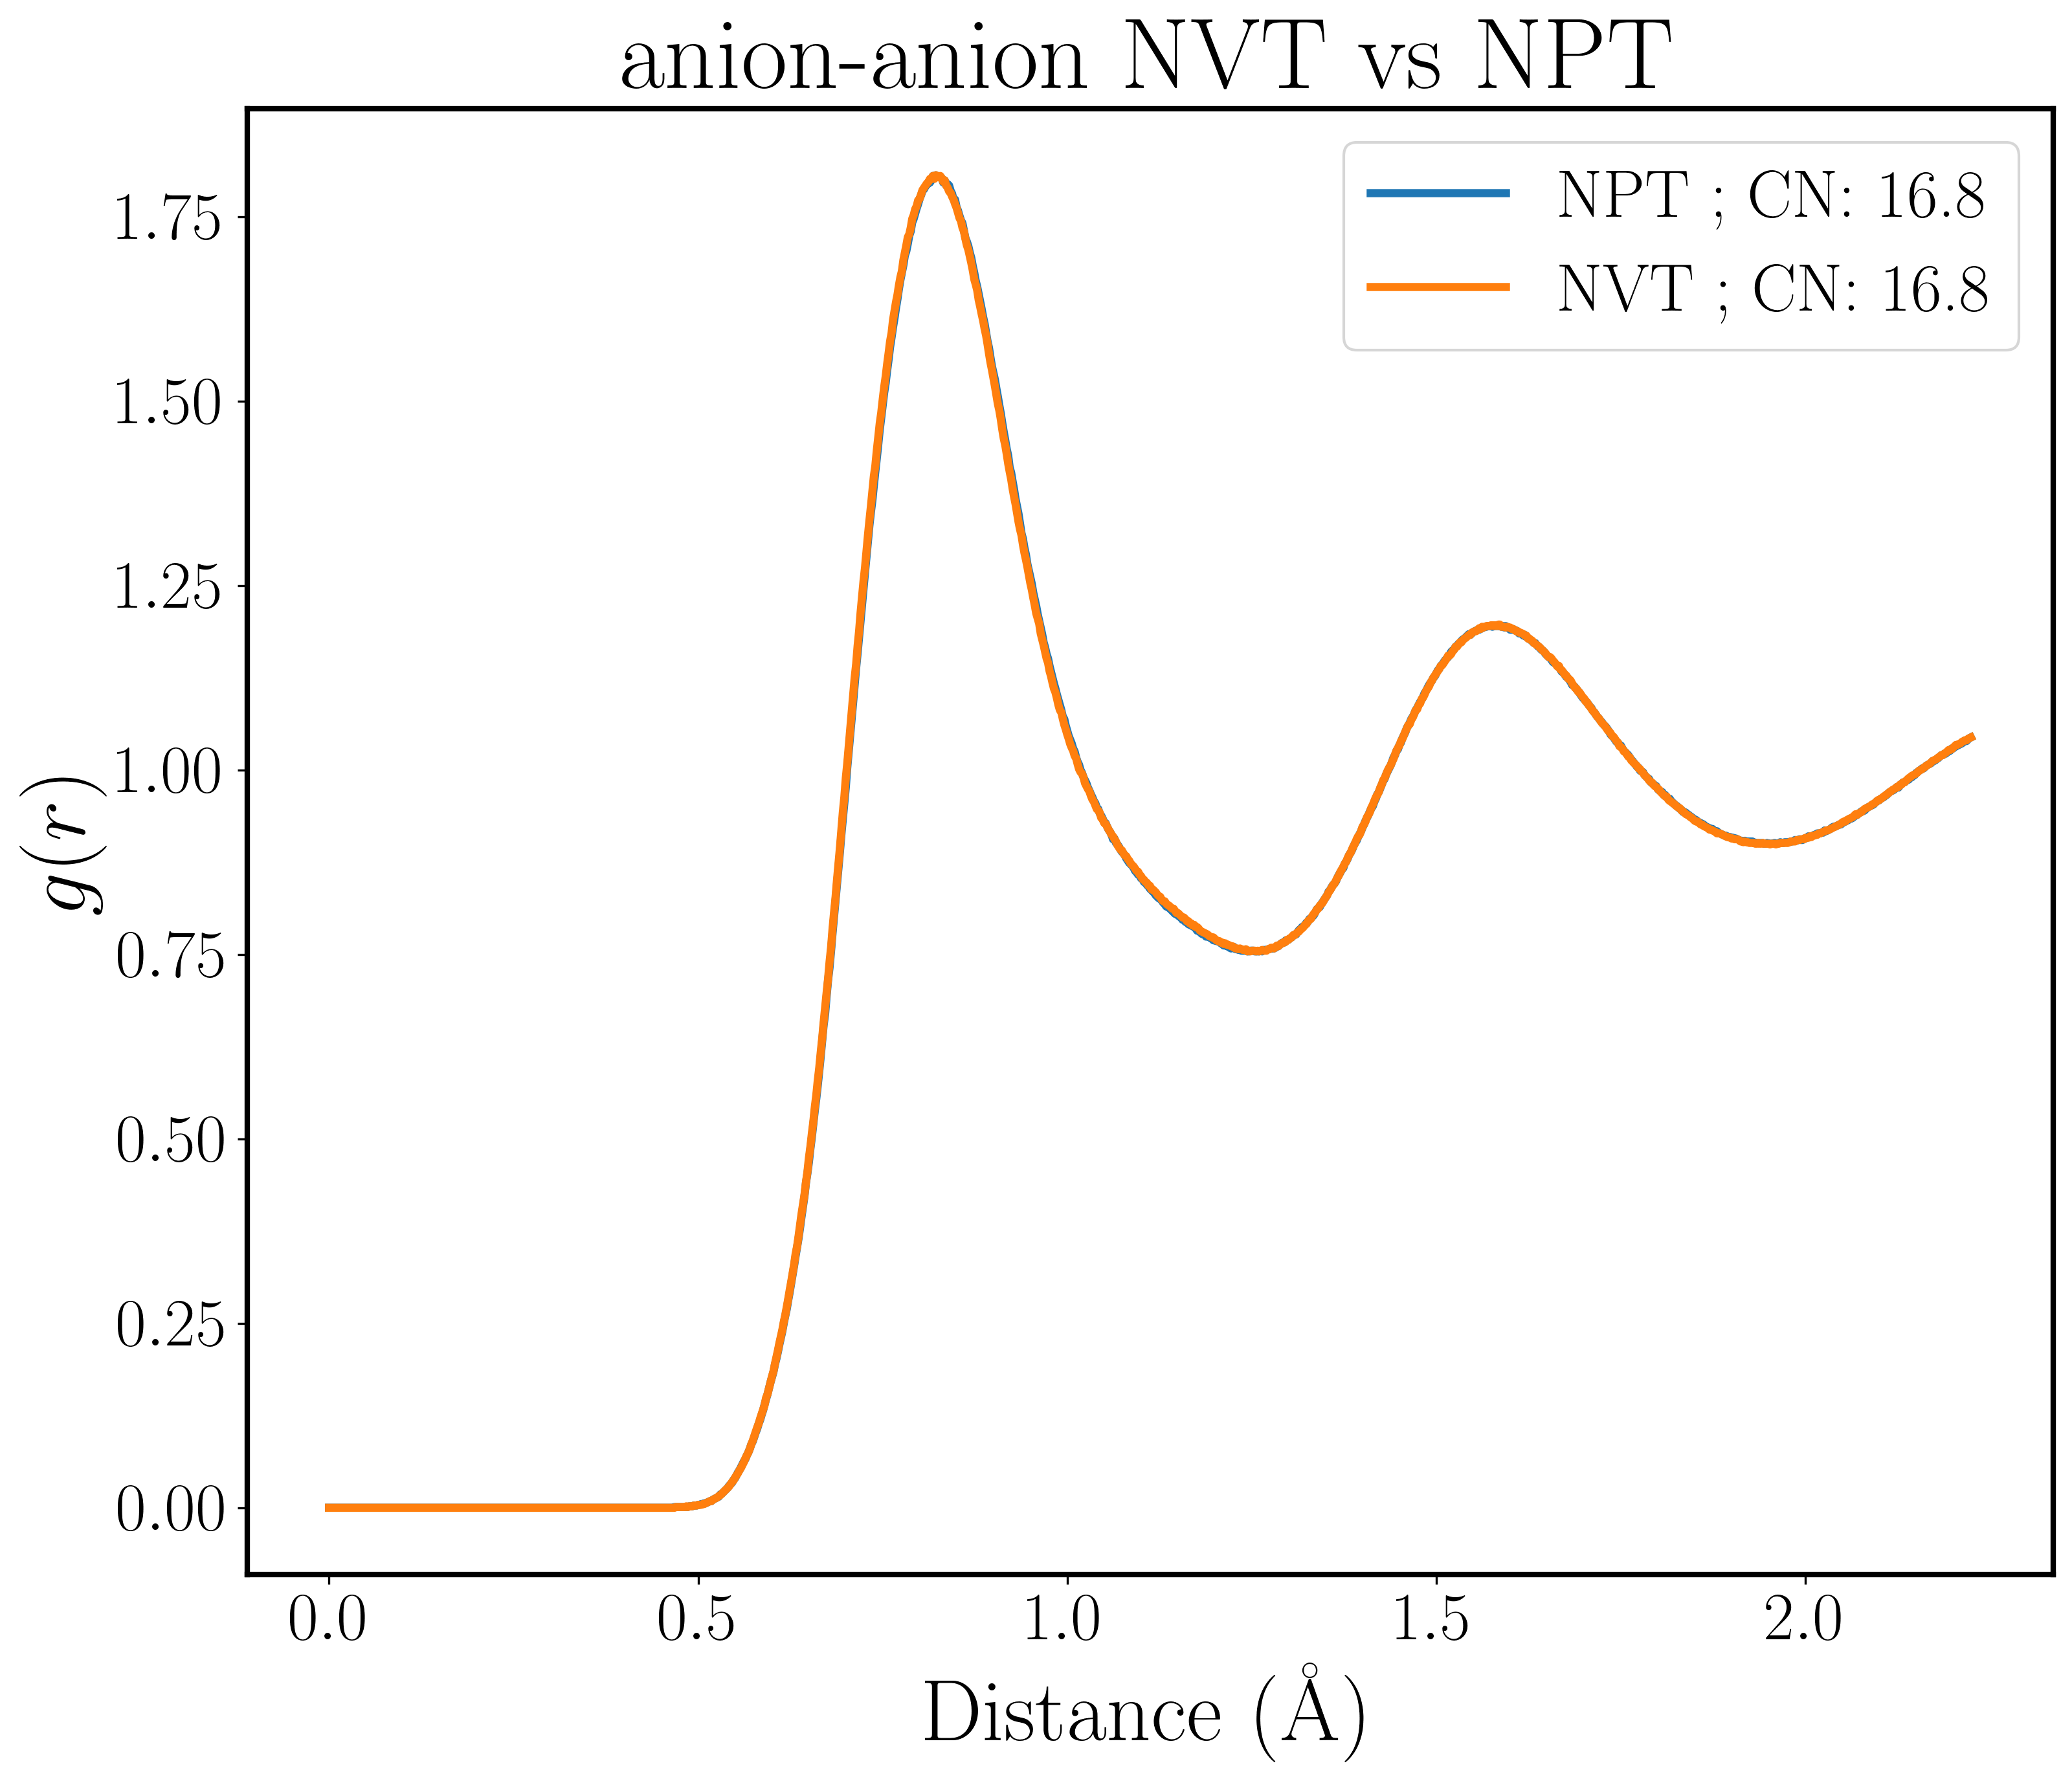 anion-anion NVT vs NPT
NPT ; CN: 16.8
NVT ; CN: 16.8
g(r)
1.75
1.50
1.25
1.00
0.75
0.50
0.25
0.00
0.0 0.5 1.0 1.5 2.0
Distance (Å)